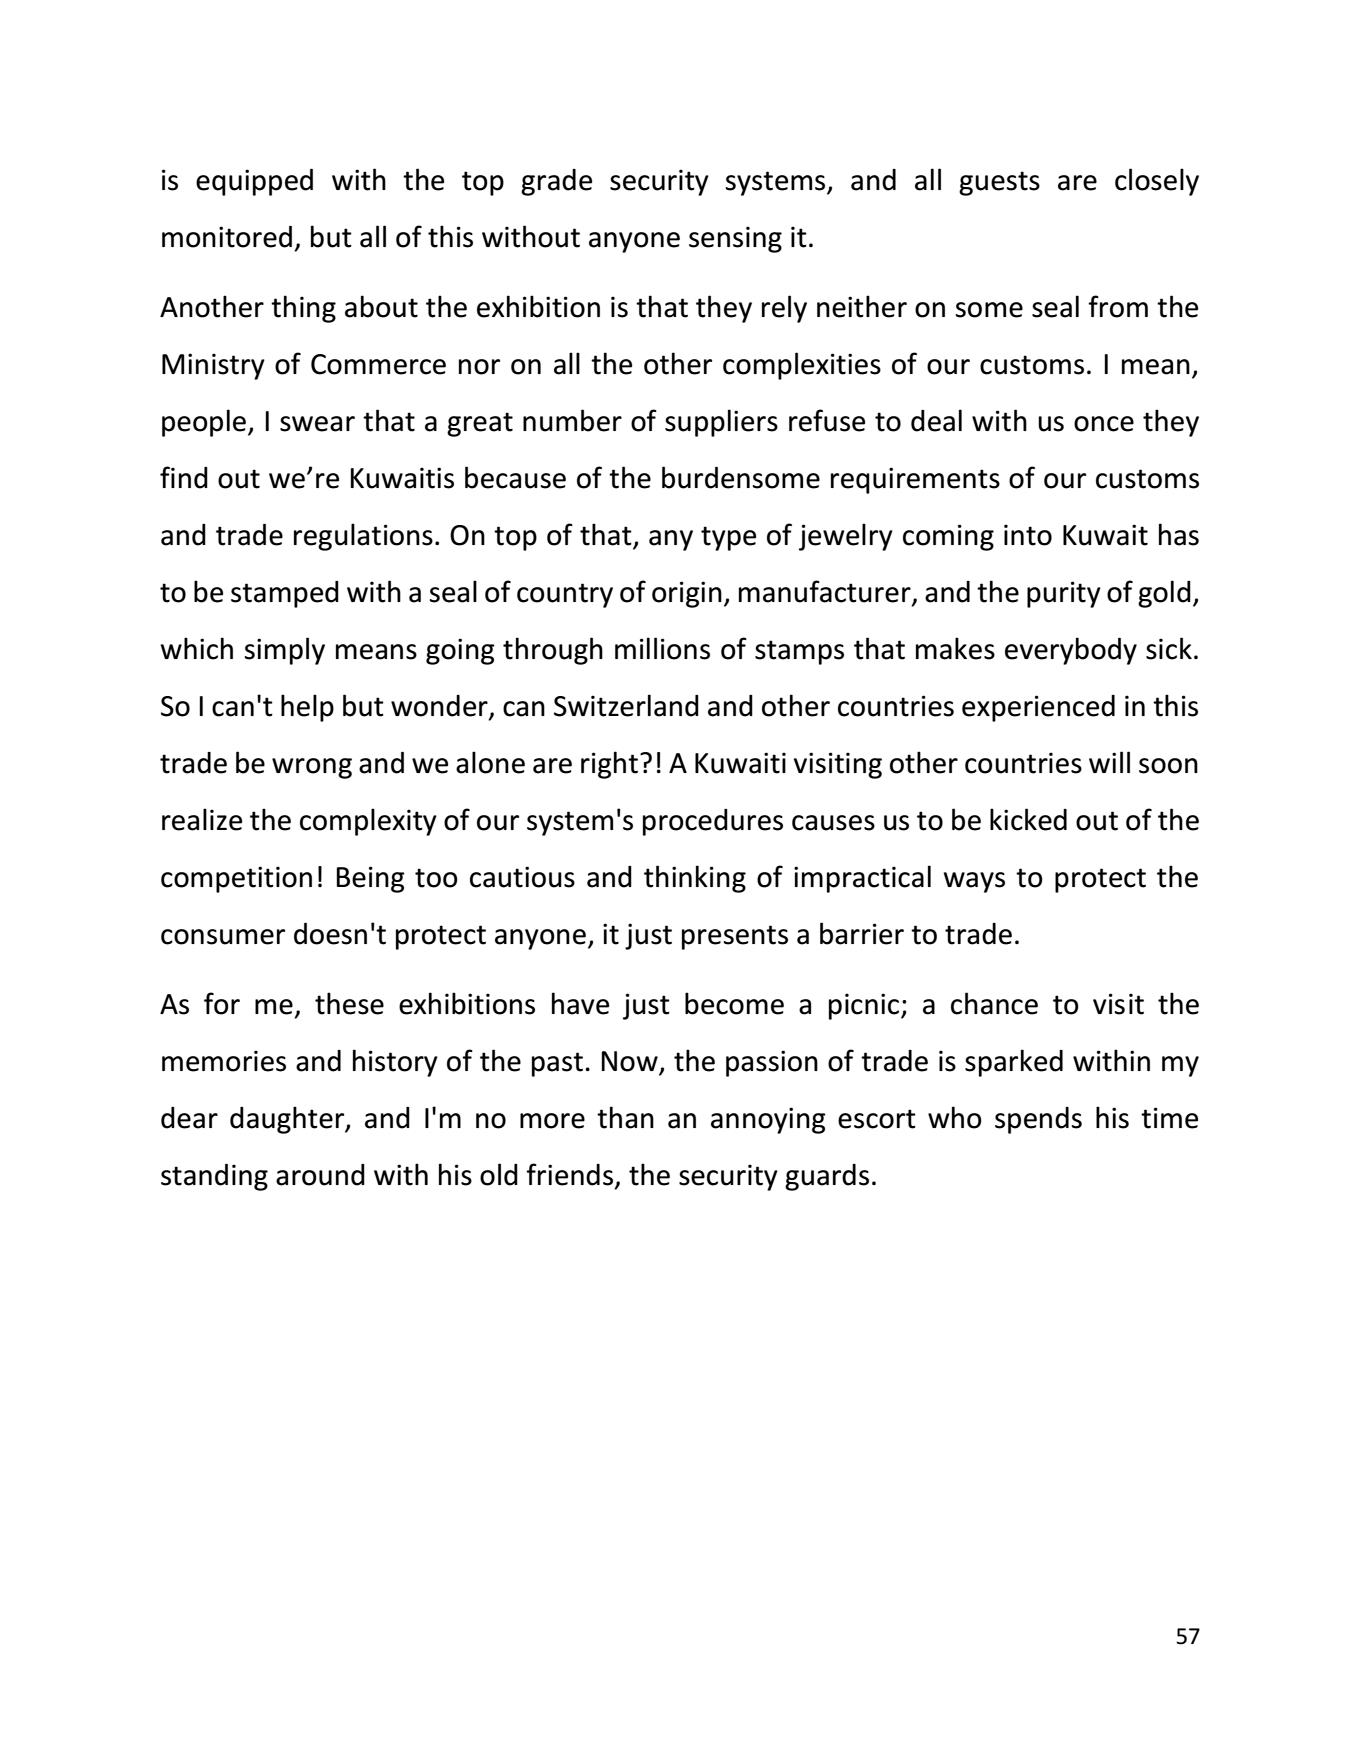 is equipped with the top grade security systems, and all guests are closely
monitored, but all of this without anyone sensing it.
Another thing about the exhibition is that they rely neither on some seal from the
Ministry of Commerce nor on all the other complexities of our customs. I mean,
people, I swear that a great number of suppliers refuse to deal with us once they
find out we’re Kuwaitis because of the burdensome requirements of our customs
and trade regulations. On top of that, any type of jewelry coming into Kuwait has
to be stamped with a seal of country of origin, manufacturer, and the purity of gold,
which simply means going through millions of stamps that makes everybody sick.
So I can't help but wonder, can Switzerland and other countries experienced in this
trade be wrong and we alone are right?! A Kuwaiti visiting other countries will soon
realize the complexity of our system's procedures causes us to be kicked out of the
competition! Being too cautious and thinking of impractical ways to protect the
consumer doesn't protect anyone, it just presents a barrier to trade.
As for me, these exhibitions have just become a picnic; a chance to visit the
memories and history of the past. Now, the passion of trade is sparked within my
dear daughter, and I'm no more than an annoying escort who spends his time
standing around with his old friends, the security guards.
57